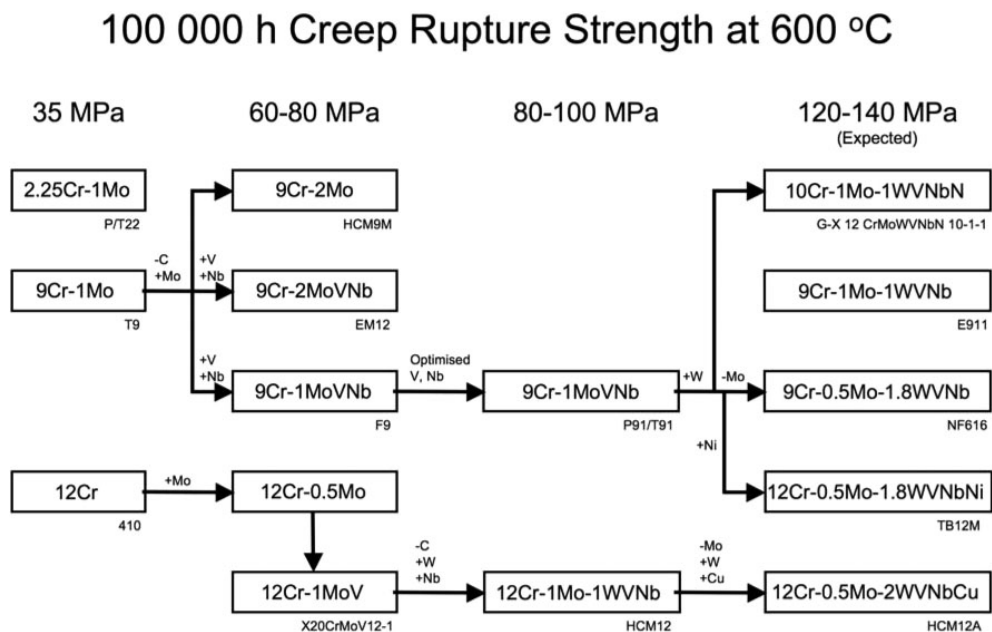 100 000 h Creep Rupture Strength at 600 ºC
35 MPa 60-80 MPa 80-100 MPa 120-140 MPa
(Expected)
2.25Cr-1Mo 9Cr-2Mo 10Cr-1Mo-1WVNbN
P/T22 HCM9M G-X 12 CrMoWVNbN 10-1-1
-C +V
+Mo +Nb
9Cr-1Mo 9Cr-2MoVNb 9Cr-1Mo-1WVNb
T9 EM12 E911
+V Optimised
+Nb V, Nb +W -Mo
9Cr-1MoVNb 9Cr-1MoVNb 9Cr-0.5Mo-1.8WVNb
F9 P91/T91 NF616
+Ni
+Mo
12Cr 12Cr-0.5Mo 12Cr-0.5Mo-1.8WVNbNi
410 TB12M
-C -Mo
+W +W
+Nb +Cu
12Cr-1MoV 12Cr-1Mo-1WVNb 12Cr-0.5Mo-2WVNbCu
X20CrMoV12-1 HCM12 HCM12A